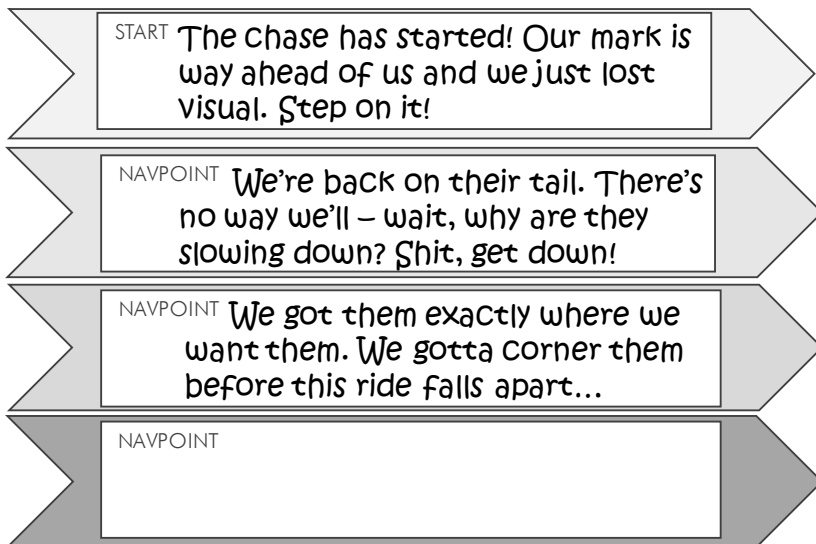 START The chase has started! Our mark is
way ahead of us and we just lost
visual. Step on it!
NAVPOINT We're back on their tail. There's
no way we'll – wait, why are they
slowing down? Shit, get down!
NAVPOINT We got them exactly where we
want them. We gotta corner them
before this ride falls apart...
NAVPOINT